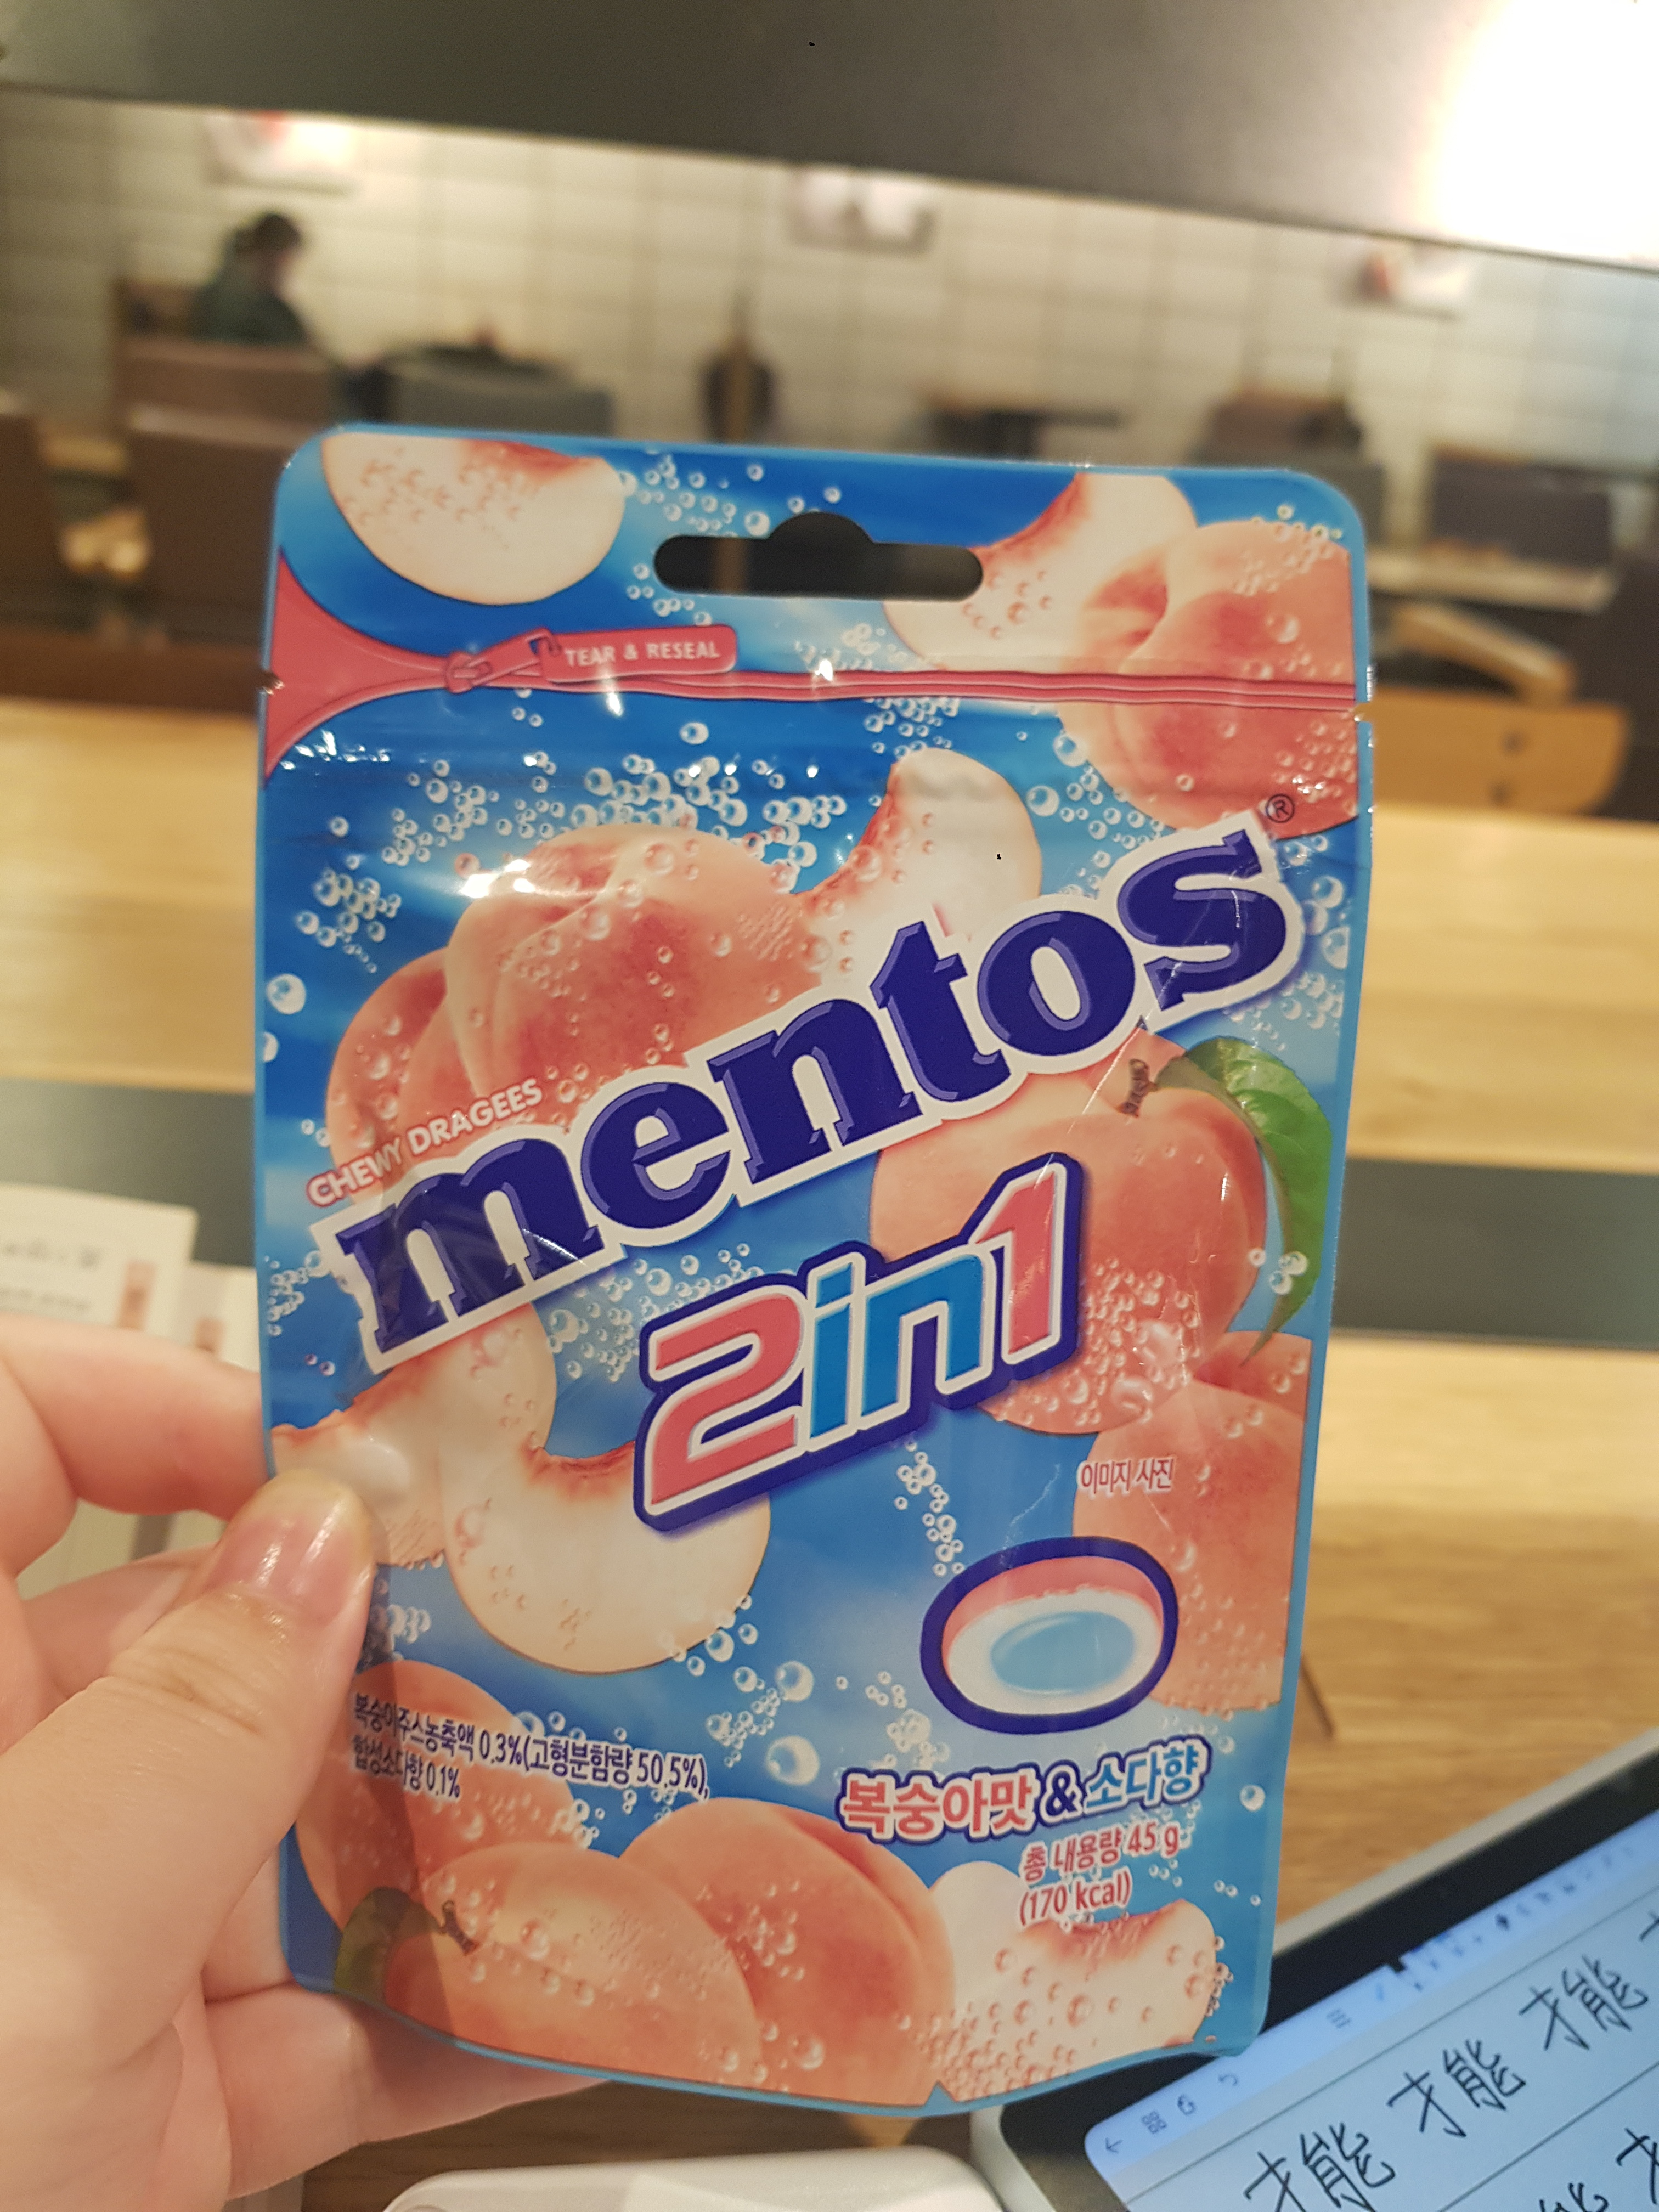 TEAR & RESEAL
CHEWY DRAGEES
mentos®
2in1
이미지 사진
복숭아주스농축액 0.3%(고형분함량 50.5%),
합성소다향 0.1%
복숭아맛 & 소다향
총 내용량 45 g
(170 kcal)
才能 才能 才能